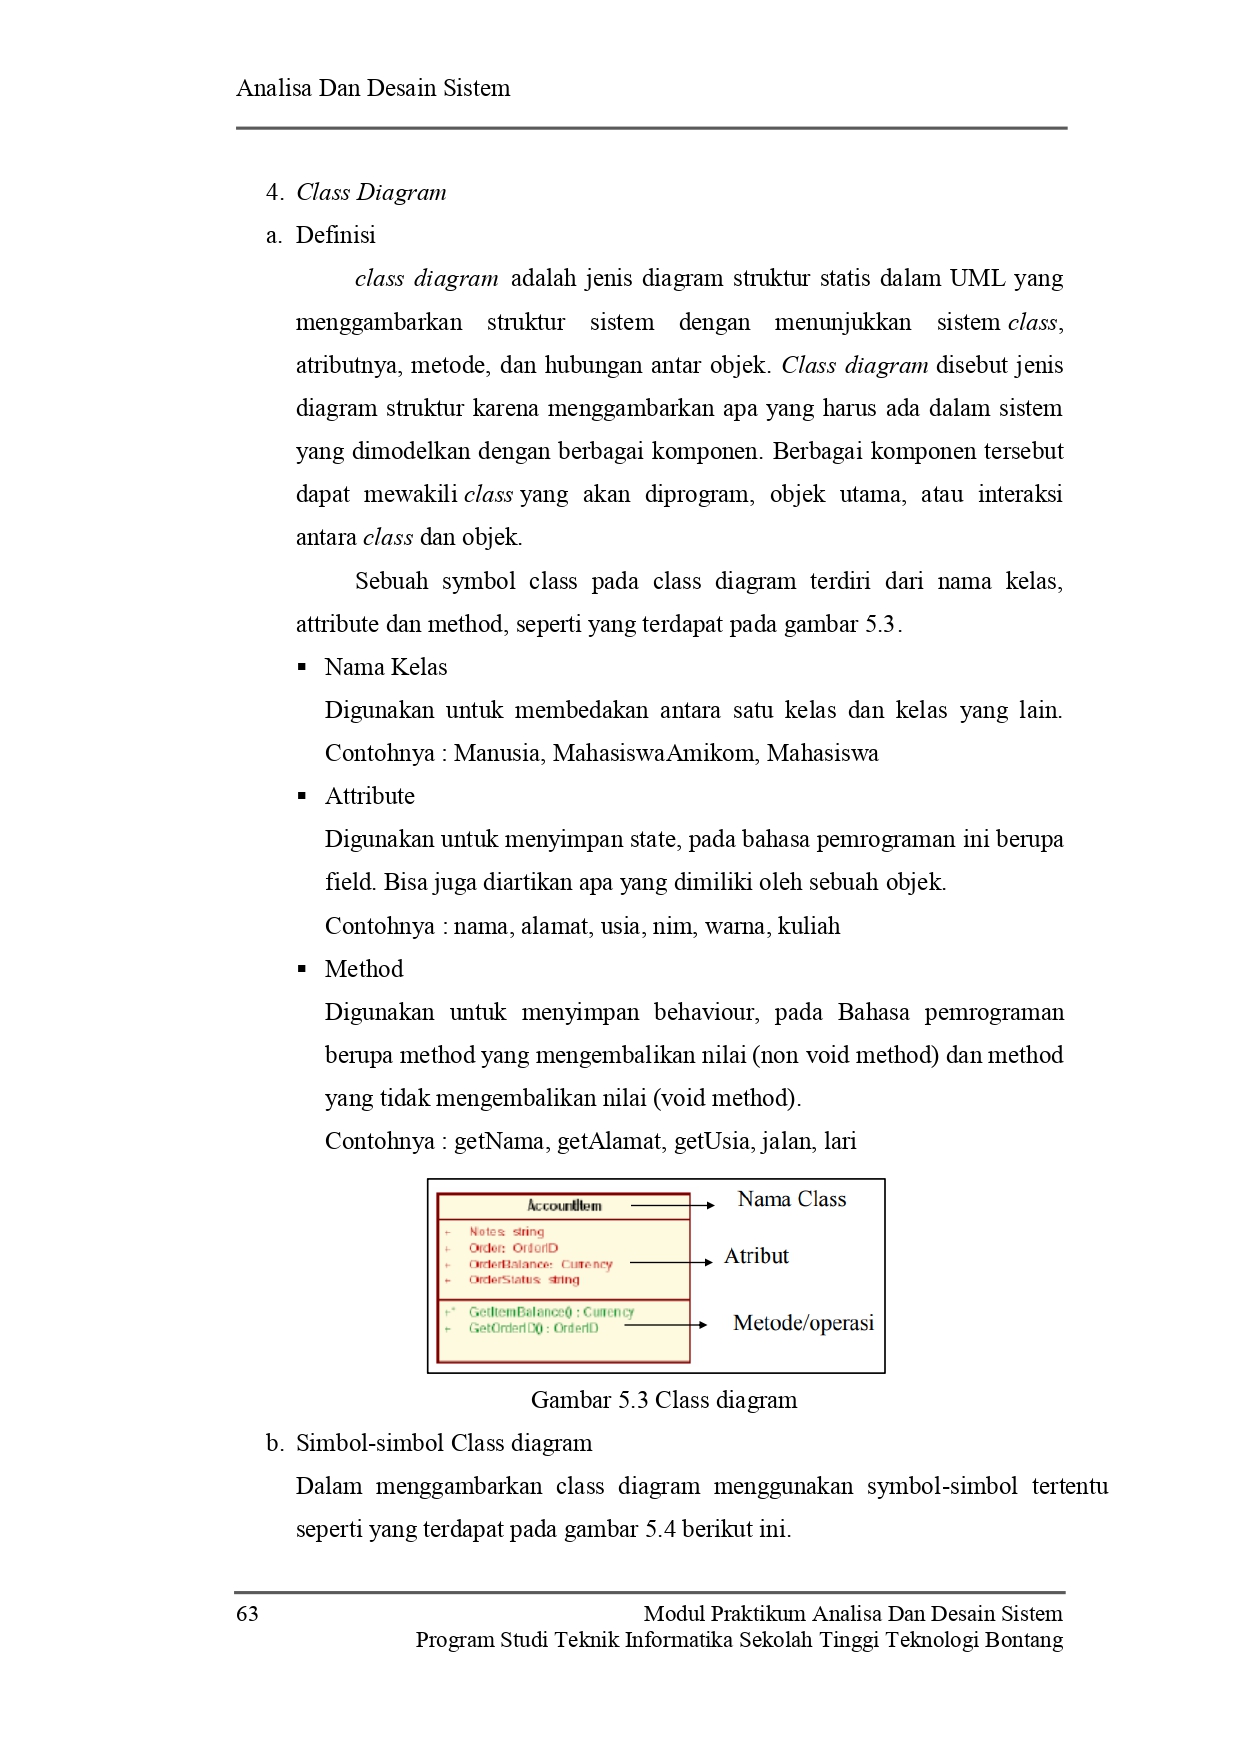 Analisa Dan Desain Sistem
4. Class Diagram
a. Definisi
class diagram adalah jenis diagram struktur statis dalam UML yang
menggambarkan struktur sistem dengan menunjukkan sistem class,
atributnya, metode, dan hubungan antar objek. Class diagram disebut jenis
diagram struktur karena menggambarkan apa yang harus ada dalam sistem
yang dimodelkan dengan berbagai komponen. Berbagai komponen tersebut
dapat mewakili class yang akan diprogram, objek utama, atau interaksi
antara class dan objek.
Sebuah symbol class pada class diagram terdiri dari nama kelas,
attribute dan method, seperti yang terdapat pada gambar 5.3.
▪ Nama Kelas
Digunakan untuk membedakan antara satu kelas dan kelas yang lain.
Contohnya : Manusia, MahasiswaAmikom, Mahasiswa
▪ Attribute
Digunakan untuk menyimpan state, pada bahasa pemrograman ini berupa
field. Bisa juga diartikan apa yang dimiliki oleh sebuah objek.
Contohnya : nama, alamat, usia, nim, warna, kuliah
▪ Method
Digunakan untuk menyimpan behaviour, pada Bahasa pemrograman
berupa method yang mengembalikan nilai (non void method) dan method
yang tidak mengembalikan nilai (void method).
Contohnya : getNama, getAlamat, getUsia, jalan, lari
AccountItem
Nama Class
Notes: string
Order: OrderID
OrderBalance: Currency
OrderStatus: string
Atribut
GetItemBalance() : Currency
GetOrderID() : OrderID
Metode/operasi
Gambar 5.3 Class diagram
b. Simbol-simbol Class diagram
Dalam menggambarkan class diagram menggunakan symbol-simbol tertentu
seperti yang terdapat pada gambar 5.4 berikut ini.
63 Modul Praktikum Analisa Dan Desain Sistem
Program Studi Teknik Informatika Sekolah Tinggi Teknologi Bontang